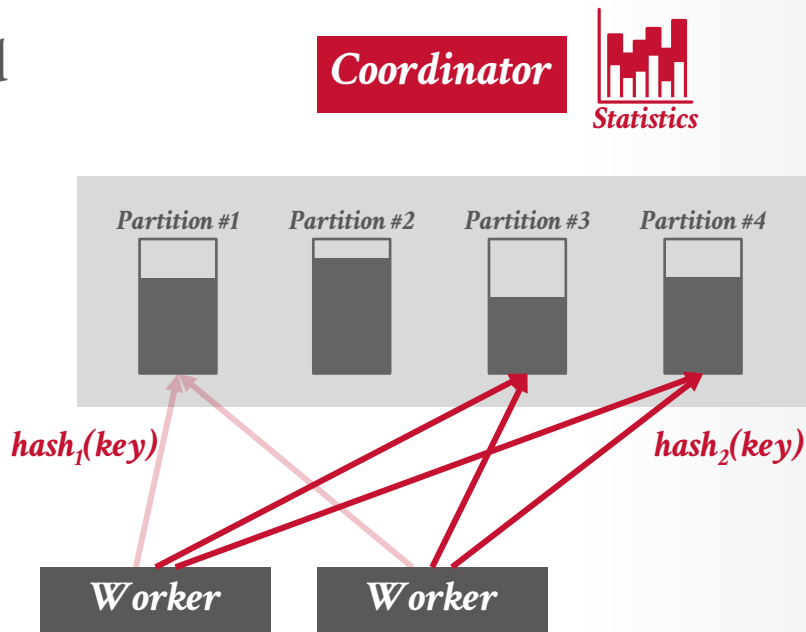 Coordinator
Statistics
Partition #1 Partition #2 Partition #3 Partition #4
hash₁(key) hash₂(key)
Worker Worker